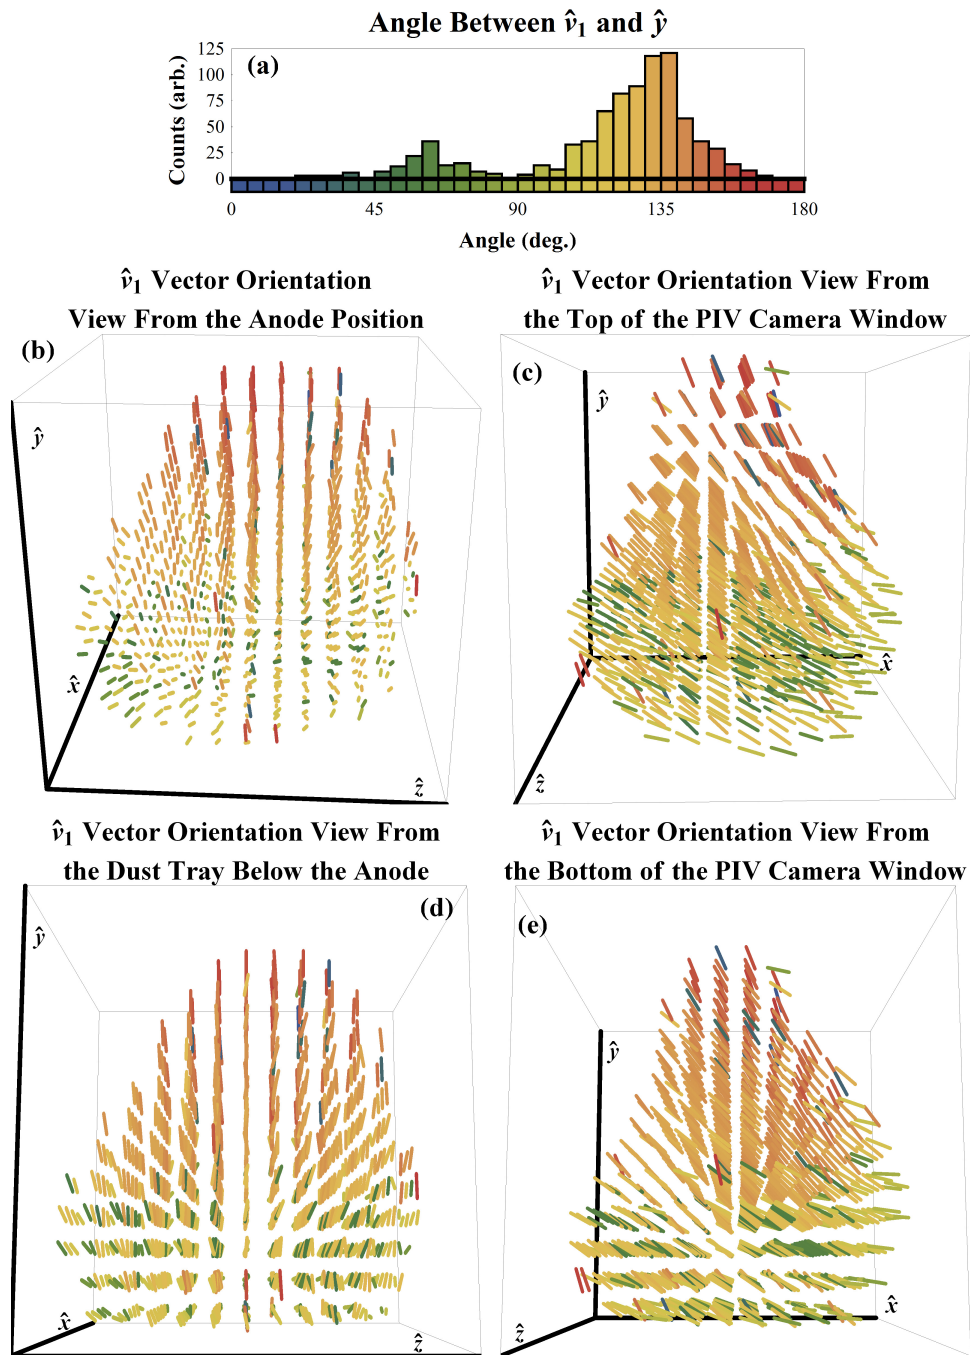 Angle Between v̂₁ and ŷ
(a)
Counts (arb.)
125
100
75
50
25
0
0 45 90 135 180
Angle (deg.)
v̂₁ Vector Orientation
View From the Anode Position
(b)
ŷ
x̂
ẑ
v̂₁ Vector Orientation View From
the Top of the PIV Camera Window
(c)
ŷ
x̂
ẑ
v̂₁ Vector Orientation View From
the Dust Tray Below the Anode
(d)
ŷ
x̂
ẑ
v̂₁ Vector Orientation View From
the Bottom of the PIV Camera Window
(e)
ŷ
x̂
ẑ